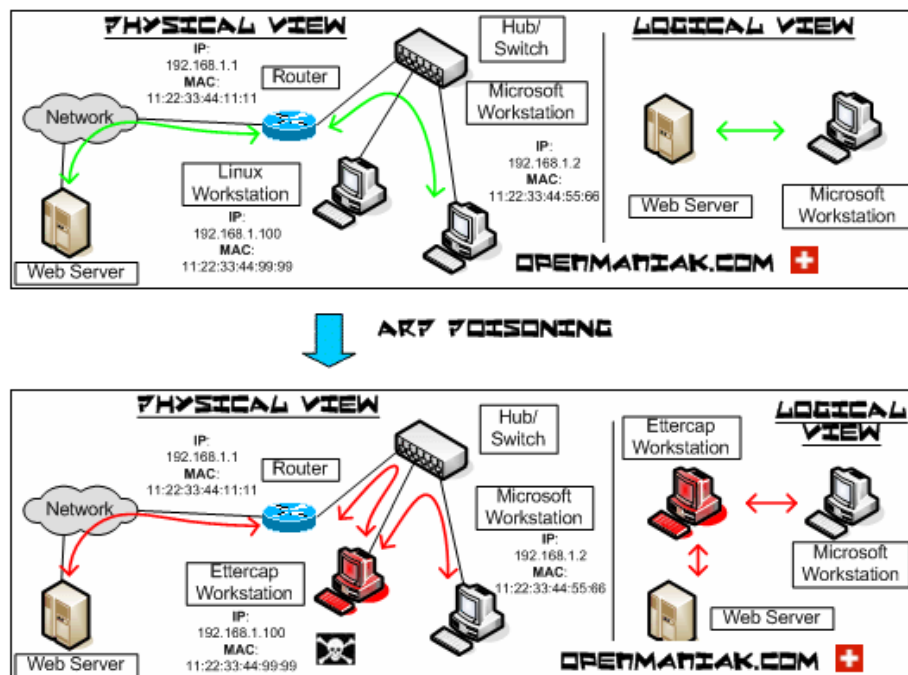 PHYSICAL VIEW
IP:
192.168.1.1
MAC:
11:22:33:44:11:11
Router
Hub/
Switch
Microsoft
Workstation
IP:
192.168.1.2
MAC:
11:22:33:44:55:66
Network
Linux
Workstation
IP:
192.168.1.100
MAC:
11:22:33:44:99:99
Web Server
LOGICAL VIEW
Web Server
Microsoft
Workstation
OPENMANIAK.COM
ARP POISONING
PHYSICAL VIEW
IP:
192.168.1.1
MAC:
11:22:33:44:11:11
Router
Hub/
Switch
Microsoft
Workstation
IP:
192.168.1.2
MAC:
11:22:33:44:55:66
Network
Ettercap
Workstation
IP:
192.168.1.100
MAC:
11:22:33:44:99:99
Web Server
LOGICAL
VIEW
Ettercap
Workstation
Microsoft
Workstation
Web Server
OPENMANIAK.COM